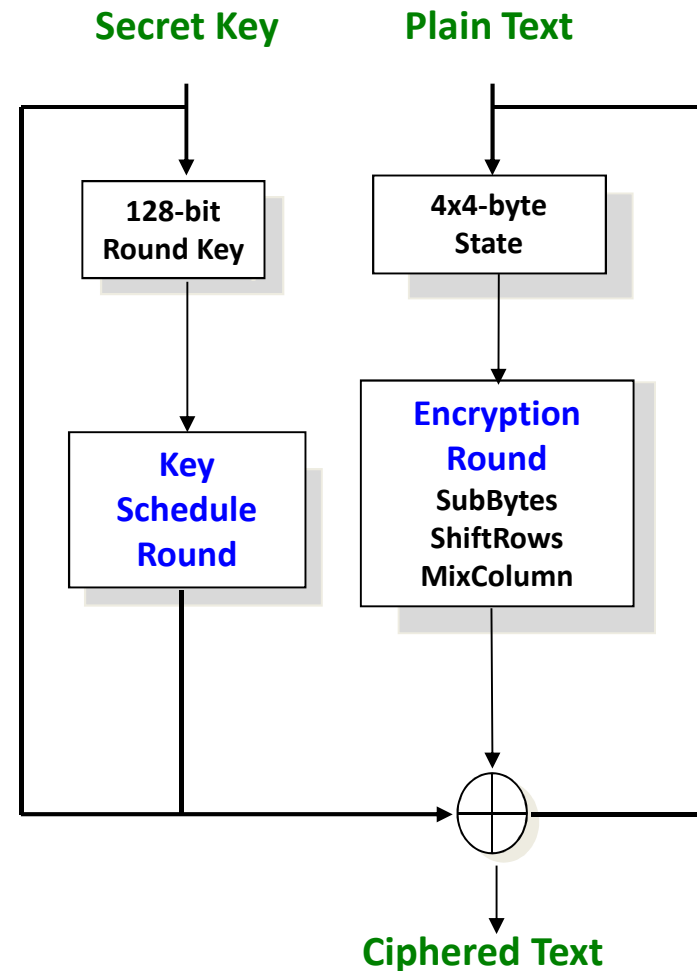 Secret Key
Plain Text
128-bit
Round Key
4x4-byte
State
Key
Schedule
Round
Encryption
Round
SubBytes
ShiftRows
MixColumn
Ciphered Text